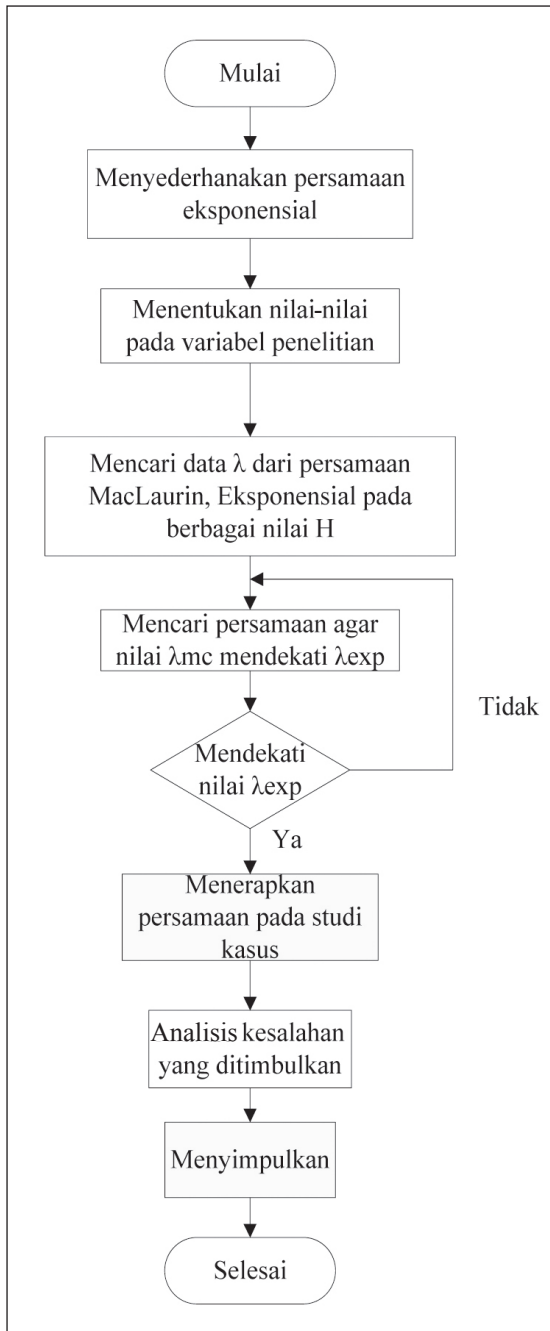 Mulai
Menyederhanakan persamaan
eksponensial
Menentukan nilai-nilai
pada variabel penelitian
Mencari data λ dari persamaan
MacLaurin, Eksponensial pada
berbagai nilai H
Mencari persamaan agar
nilai λmc mendekati λexp
Tidak
Mendekati
nilai λexp
Ya
Menerapkan
persamaan pada studi
kasus
Analisis kesalahan
yang ditimbulkan
Menyimpulkan
Selesai